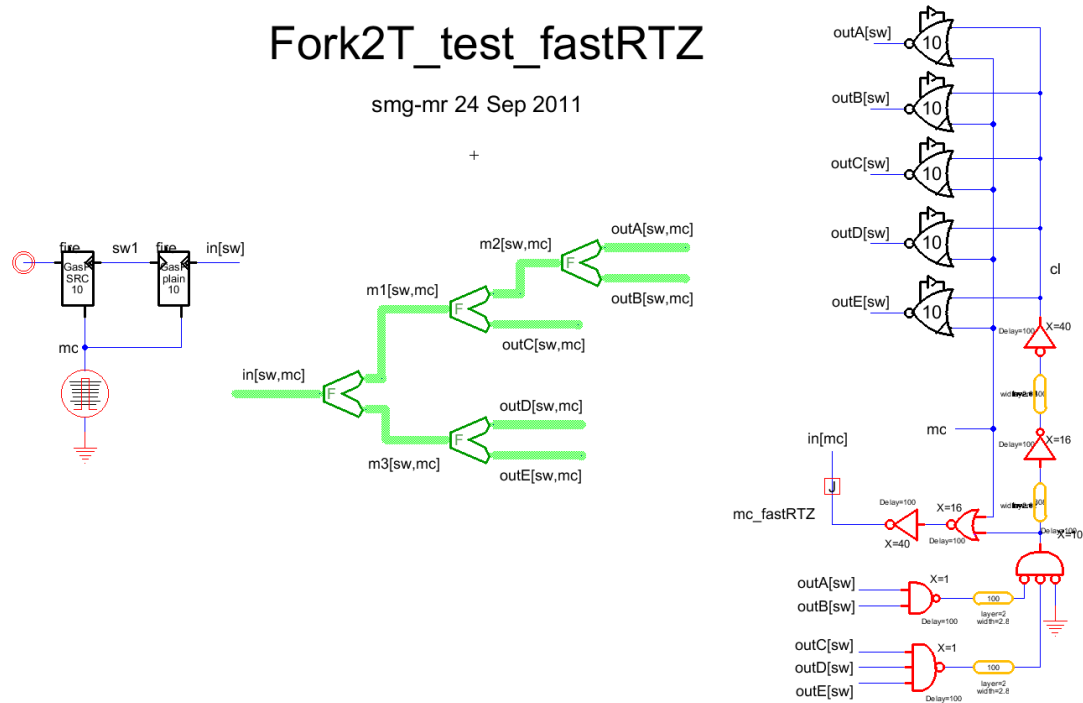 Fork2T_test_fastRTZ
smg-mr 24 Sep 2011
fire
sw1
fire
in[sw]
GasP
SRC
10
GasP
plain
10
mc
in[sw,mc]
F
m1[sw,mc]
F
m2[sw,mc]
F
outA[sw,mc]
outB[sw,mc]
outC[sw,mc]
m3[sw,mc]
F
outD[sw,mc]
outE[sw,mc]
outA[sw]
10
outB[sw]
10
outC[sw]
10
outD[sw]
10
outE[sw]
10
cl
Delay=100
X=40
mc
Delay=100
X=16
in[mc]
J
mc_fastRTZ
Delay=100
X=40
X=16
Delay=100
X=10
outA[sw]
outB[sw]
X=1
Delay=100
100
layer=2
width=2.8
outC[sw]
outD[sw]
outE[sw]
X=1
Delay=100
100
layer=2
width=2.8